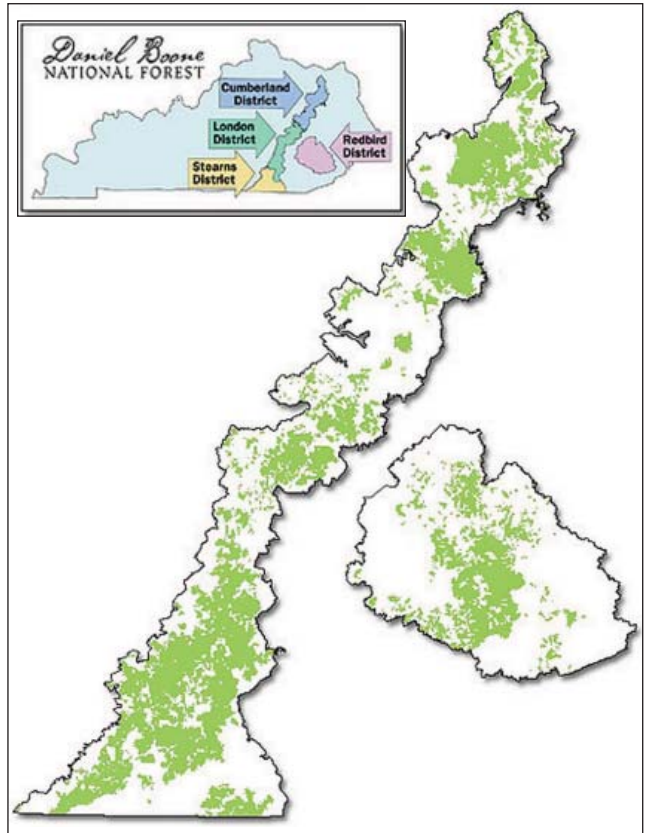 Daniel Boone
NATIONAL FOREST
Cumberland
District
London
District
Redbird
District
Stearns
District